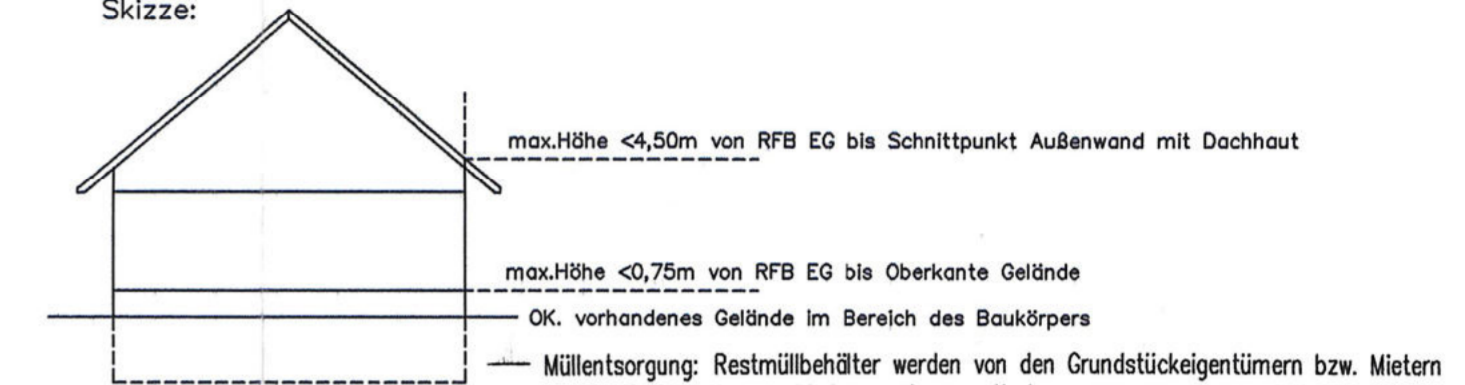 Skizze:
max.Höhe <4,50m von RFB EG bis Schnittpunkt Außenwand mit Dachhaut
max.Höhe <0,75m von RFB EG bis Oberkante Gelände
OK. vorhandenes Gelände im Bereich des Baukörpers
Müllentsorgung: Restmüllbehälter werden von den Grundstückeigentümern bzw. Mietern